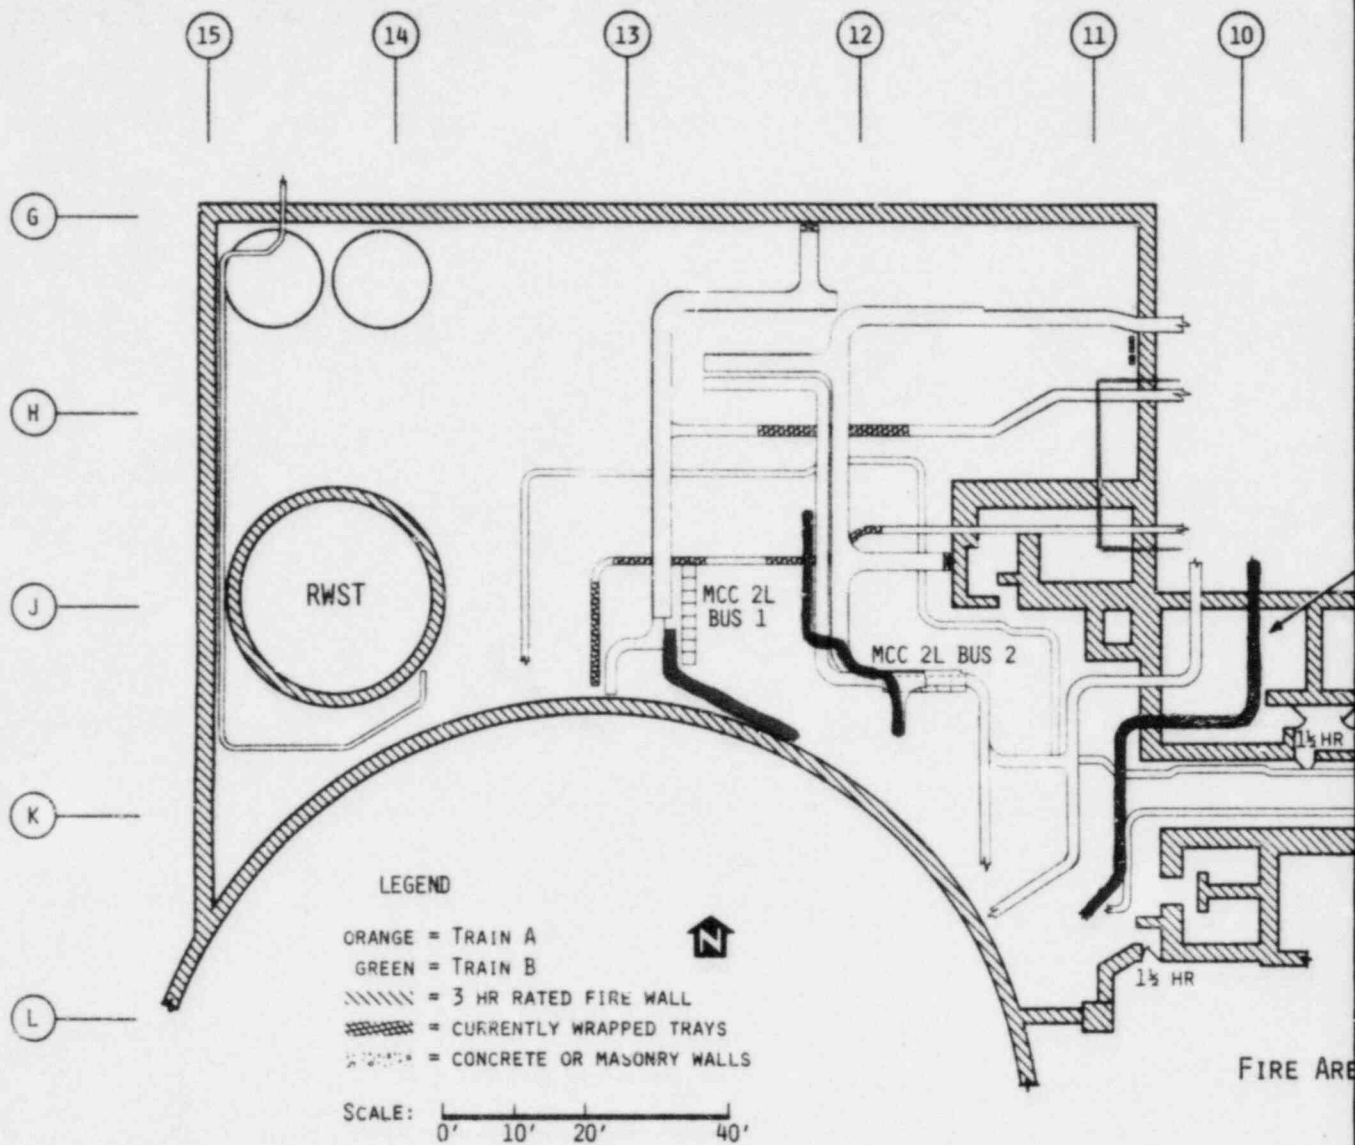 15 14 13 12 11 10
G
H
J
K
L
RWST
MCC 2L
BUS 1
MCC 2L BUS 2
1½ HR
1½ HR
LEGEND
N
ORANGE = TRAIN A
GREEN = TRAIN B
= 3 HR RATED FIRE WALL
= CURRENTLY WRAPPED TRAYS
= CONCRETE OR MASONRY WALLS
SCALE:
0' 10' 20' 40'
FIRE ARE